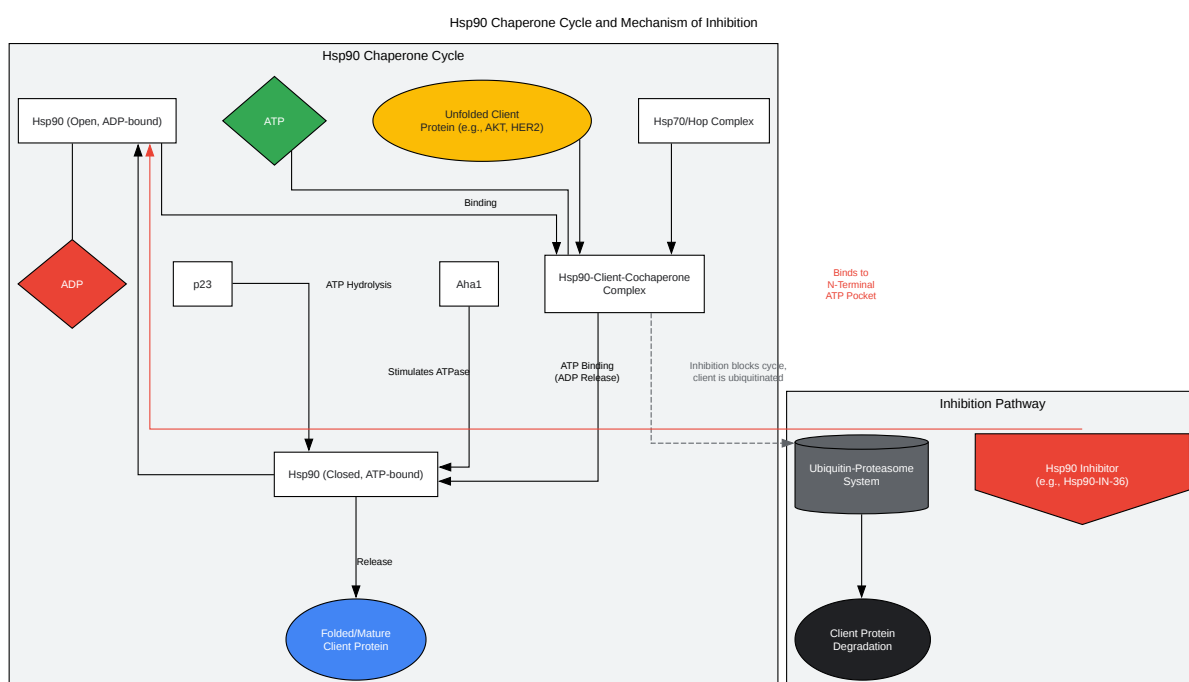 Hsp90 Chaperone Cycle and Mechanism of Inhibition
Hsp90 Chaperone Cycle
Hsp90 (Open, ADP-bound)
ATP
Unfolded Client
Protein (e.g., AKT, HER2)
Hsp70/Hop Complex
Binding
ADP
p23
ATP Hydrolysis
Aha1
Hsp90-Client-Cochaperone
Complex
Binds to
N-Terminal
ATP Pocket
Stimulates ATPase
ATP Binding
(ADP Release)
Inhibition blocks cycle,
client is ubiquitinated
Inhibition Pathway
Hsp90 (Closed, ATP-bound)
Ubiquitin-Proteasome
System
Hsp90 Inhibitor
(e.g., Hsp90-IN-36)
Release
Folded/Mature
Client Protein
Client Protein
Degradation